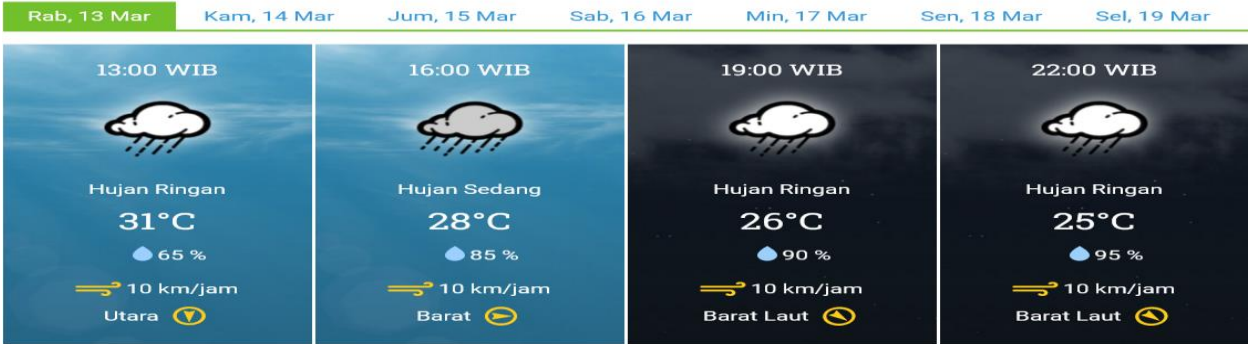 Rab, 13 Mar Kam, 14 Mar Jum, 15 Mar Sab, 16 Mar Min, 17 Mar Sen, 18 Mar Sel, 19 Mar
13:00 WIB
Hujan Ringan
31°C
65 %
10 km/jam
Utara
16:00 WIB
Hujan Sedang
28°C
85 %
10 km/jam
Barat
19:00 WIB
Hujan Ringan
26°C
90 %
10 km/jam
Barat Laut
22:00 WIB
Hujan Ringan
25°C
95 %
10 km/jam
Barat Laut